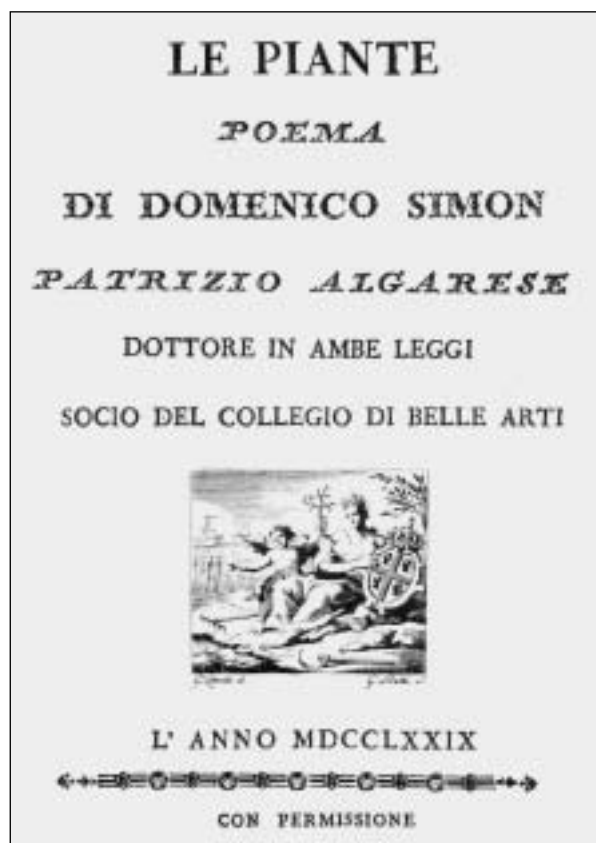 LE PIANTE
POEMA
DI DOMENICO SIMON
PATRIZIO ALGARESE
DOTTORE IN AMBE LEGGI
SOCIO DEL COLLEGIO DI BELLE ARTI
L' ANNO MDCCLXXIX
CON PERMISSIONE